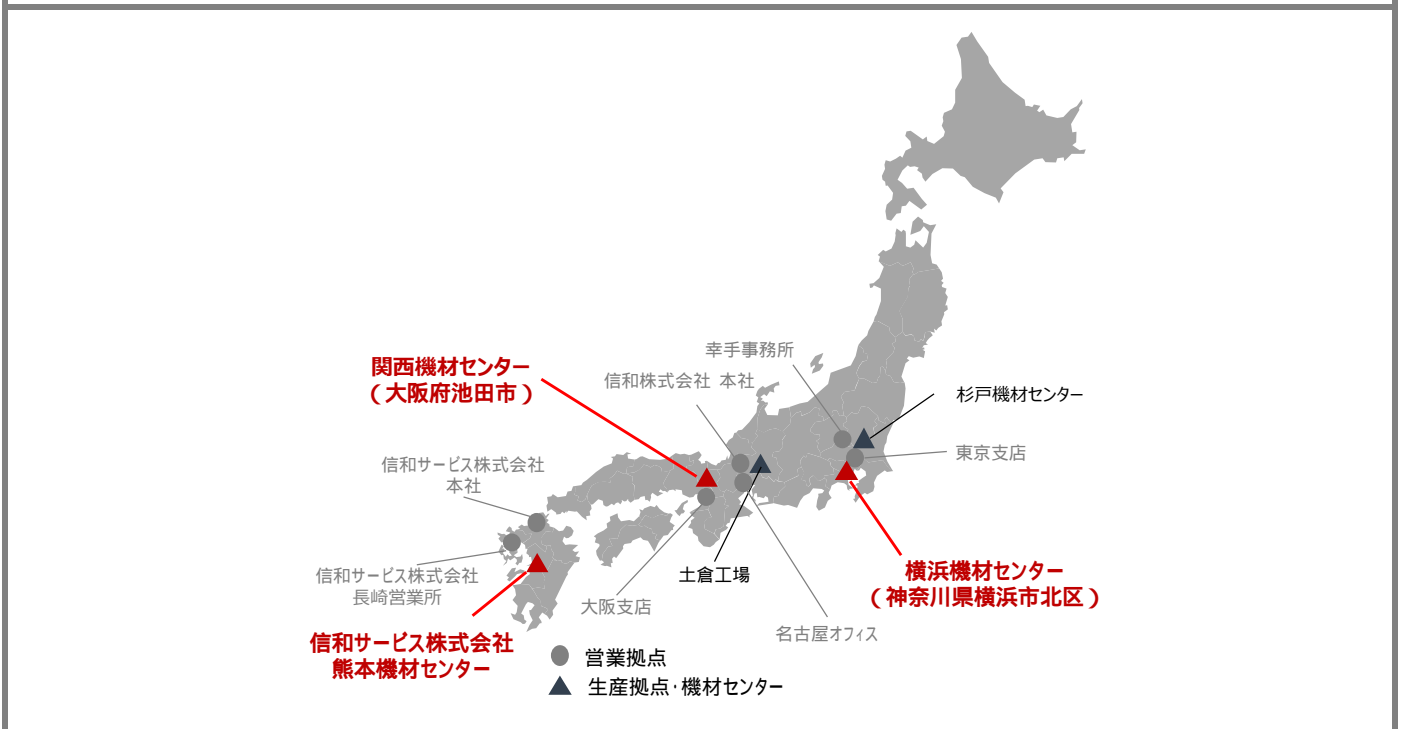 幸手事務所
関西機材センター
（大阪府池田市）
信和株式会社 本社
杉戸機材センター
東京支店
信和サービス株式会社
本社
信和サービス株式会社
長崎営業所
土倉工場
横浜機材センター
（神奈川県横浜市北区）
大阪支店
名古屋オフィス
信和サービス株式会社
熊本機材センター
営業拠点
生産拠点・機材センター